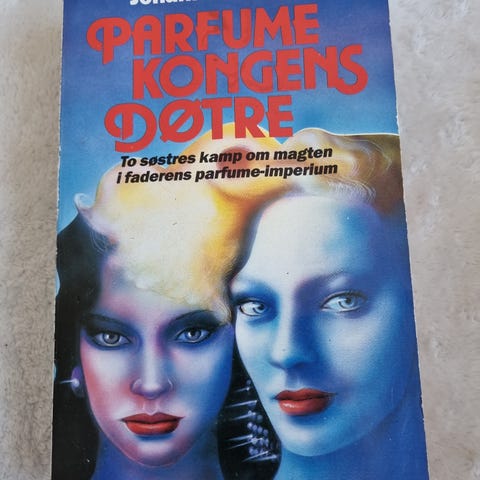 PARFUME
KONGENS
DØTRE
To søstres kamp om magten
i faderens parfume-imperium